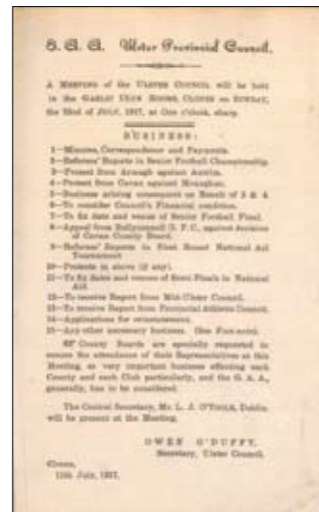 G. A. A. Ulster Provincial Council.
A MEETING of the ULSTER COUNCIL will be held
in the GAELIC CLUB ROOMS, CLONES on SUNDAY,
the 22nd of JULY, 1917, at One o'clock, sharp.
BUSINESS:
1—Minutes, Correspondence and Payments.
2—Referees' Reports in Senior Football Championship.
3—Protest from Armagh against Antrim.
4—Protest from Cavan against Monaghan.
5—Business arising consequent on Result of 3 & 4.
6—To consider Council's Financial condition.
7—To fix date and venue of Senior Football Final.
8—Appeal from Ballyconnell G. F. C., against decision
of Cavan County Board.
9—Referees' Reports in First Round National Aid
Tournament
10—Protests in above (if any).
11—To fix dates and venues of Semi-Finals in National
Aid.
12—To receive Report from Mid-Ulster Council.
13—To receive Report from Provincial Athletic Council.
14—Applications for reinstatement.
15—Any other necessary business. (See Foot-note).
County Boards are specially requested to
ensure the attendance of their Representatives at this
Meeting, as very important business affecting each
County and each Club particularly, and the G. A. A.,
generally, has to be considered.
The Central Secretary, Mr. L. J. O'TOOLE, Dublin
will be present at the Meeting.
OWEN O'DUFFY,
Secretary, Ulster Council.
Clones,
July, 1917.